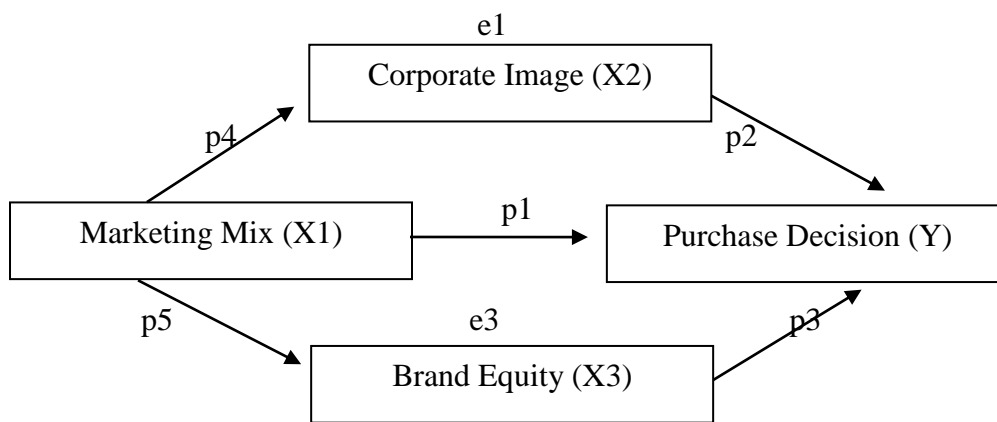 e1
Corporate Image (X2)
p4
p2
Marketing Mix (X1)
p1
Purchase Decision (Y)
p5
e3
p3
Brand Equity (X3)